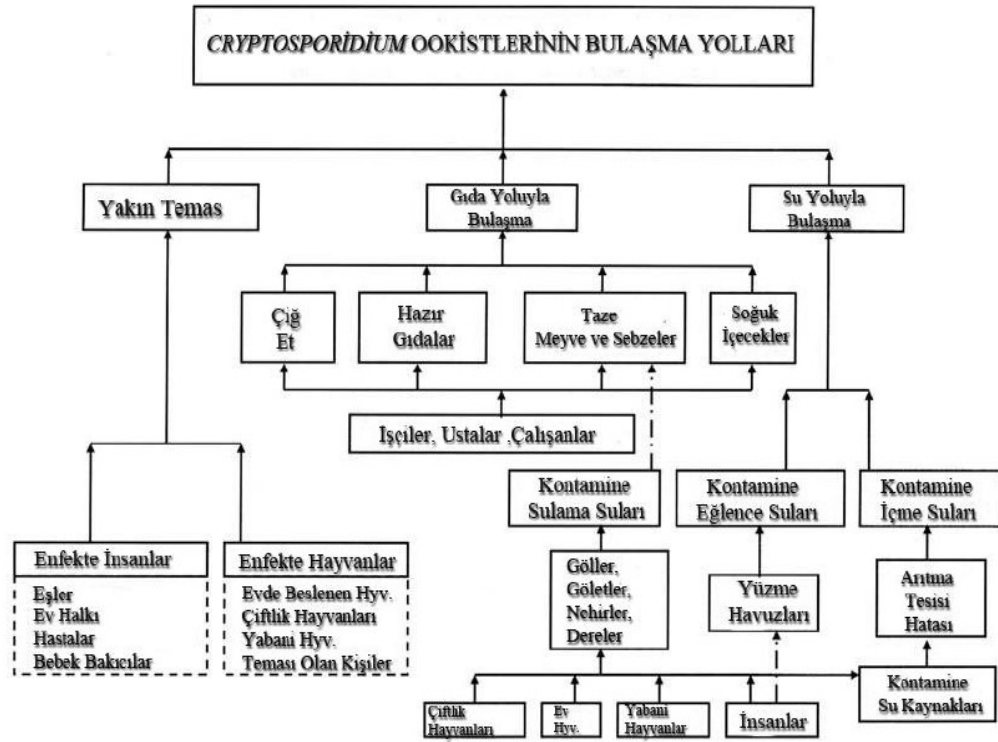 CRYPTOSPORIDIUM OOKİSTLERİNİN BULAŞMA YOLLARI
Yakın Temas
Gıda Yoluyla
Bulaşma
Su Yoluyla
Bulaşma
Çiğ
Et
Hazır
Gıdalar
Taze
Meyve ve Sebzeler
Soğuk
İçecekler
Işçiler, Ustalar ,Çalışanlar
Kontamine
Sulama Suları
Kontamine
Eğlence Suları
Kontamine
İçme Suları
Enfekte İnsanlar
Eşler
Ev Halkı
Hastalar
Bebek Bakıcılar
Enfekte Hayvanlar
Evde Beslenen Hyv.
Çiftlik Hayvanları
Yabani Hyv.
Teması Olan Kişiler
Göller,
Göletler,
Nehirler,
Dereler
Yüzme
Havuzları
Arıtma
Tesisi
Hatası
Kontamine
Su Kaynakları
Çiftlik
Hayvanları
Ev
Hyv.
Yabani
Hayvanlar
İnsanlar